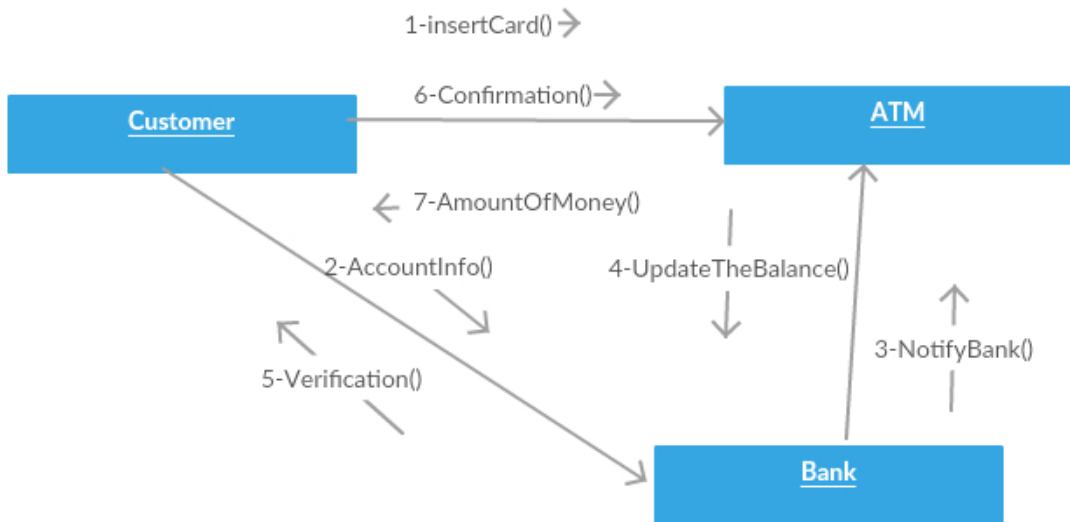 1-insertCard()
6-Confirmation()
Customer
ATM
7-AmountOfMoney()
2-AccountInfo()
4-UpdateTheBalance()
3-NotifyBank()
5-Verification()
Bank